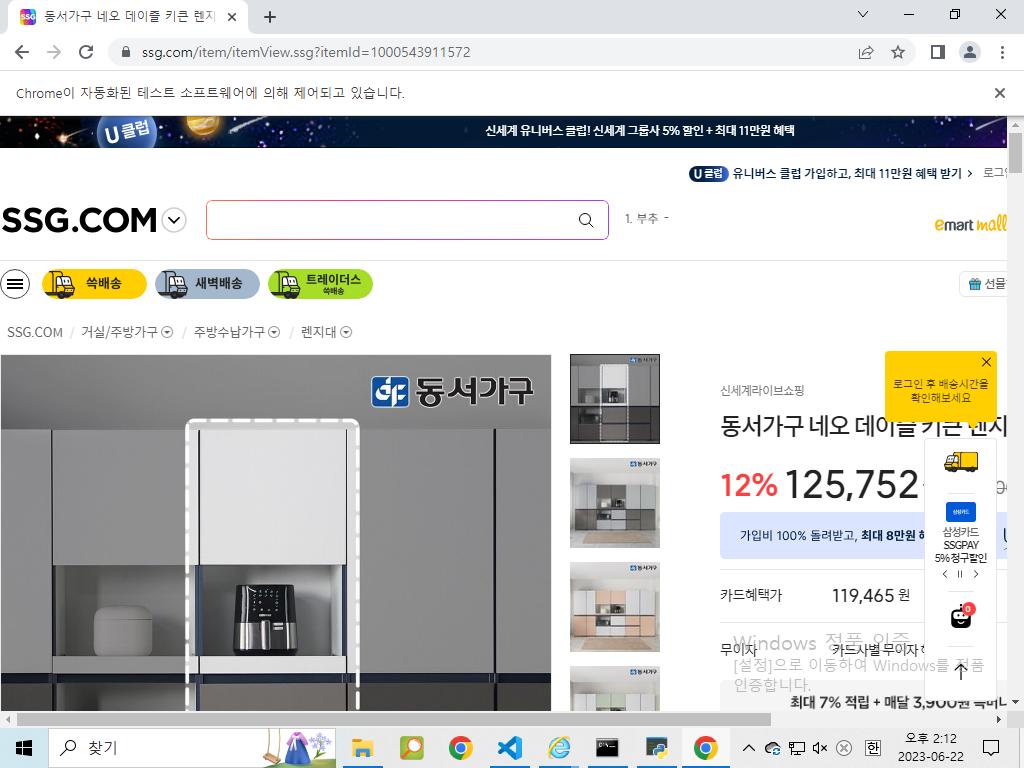 동서가구 네오 데이즐 키큰 렌지
ssg.com/item/itemView.ssg?itemId=1000543911572
Chrome이 자동화된 테스트 소프트웨어에 의해 제어되고 있습니다.
U클럽
신세계 유니버스 클럽! 신세계 그룹사 5% 할인 + 최대 11만원 혜택
U 클럽 유니버스 클럽 가입하고, 최대 11만원 혜택 받기 > 로그인
SSG.COM
1. 부추 -
emart mall
쓱배송
새벽배송
트레이더스
쓱배송
선물
SSG.COM / 거실/주방가구 / 주방수납가구 / 렌지대
동서가구
로그인 후 배송시간을
확인해보세요
신세계라이브쇼핑
동서가구 네오 데이즐 키큰 렌지
12% 125,752
가입비 100% 돌려받고, 최대 8만원
삼성카드
삼성카드
SSGPAY
5% 청구할인
카드혜택가 119,465 원
0
무이자 카드사별 무이자
Windows 정품 인증
[설정]으로 이동하여 Windows를 정품
인증합니다.
최대 7% 적립 + 매달 3,900원
찾기
한
오후 2:12
2023-06-22